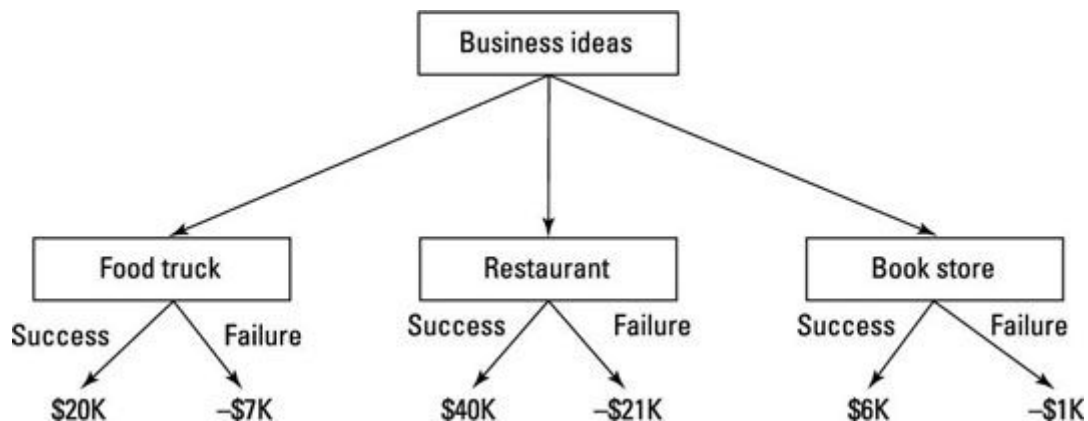 Business ideas
Food truck
Restaurant
Book store
Success
Failure
Success
Failure
Success
Failure
$20K
–$7K
$40K
–$21K
$6K
–$1K